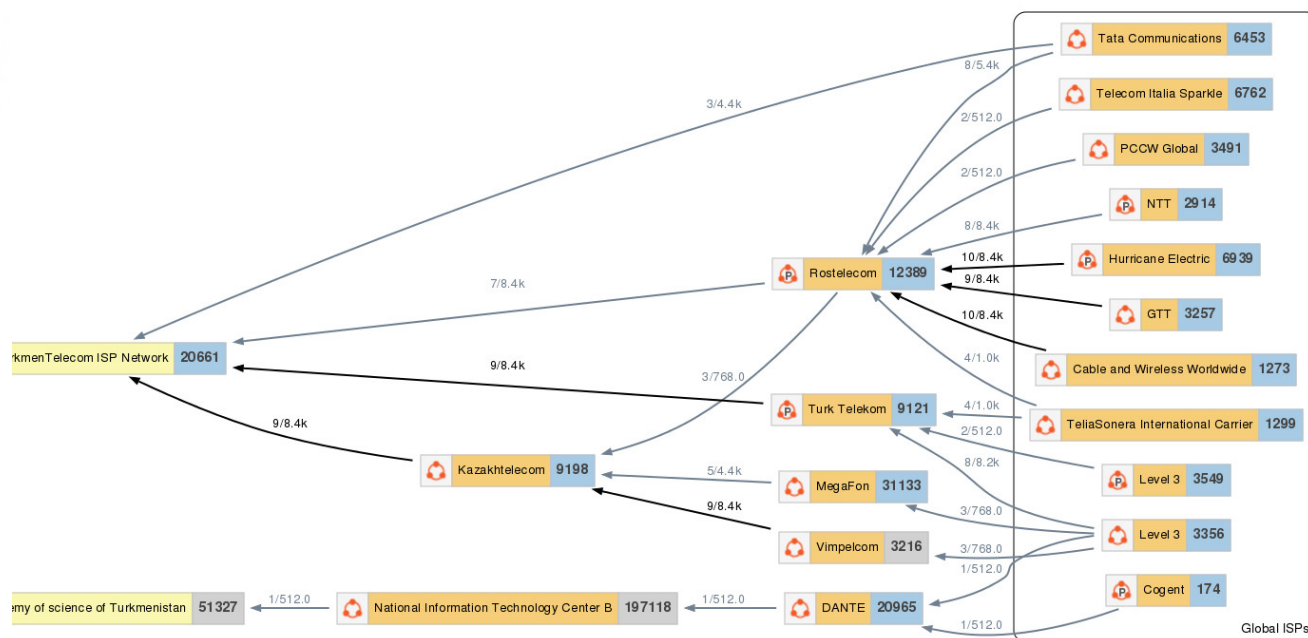 Tata Communications 6453
8/5.4k
Telecom Italia Sparkle 6762
3/4.4k
2/512.0
PCCW Global 3491
2/512.0
NTT 2914
8/8.4k
Hurricane Electric 6939
10/8.4k
Rostelecom 12389
9/8.4k
7/8.4k
GTT 3257
10/8.4k
rkmenTelecom ISP Network 20661
4/1.0k
9/8.4k
Cable and Wireless Worldwide 1273
3/768.0
Turk Telekom 9121
4/1.0k
TeliaSonera International Carrier 1299
9/8.4k
2/512.0
8/8.2k
Kazakhtelecom 9198
5/4.4k
MegaFon 31133
P Level 3 3549
9/8.4k
3/768.0
Level 3 3356
Vimpelcom 3216
3/768.0
1/512.0
Cogent 174
emy of science of Turkmenistan 51327
1/512.0
National Information Technology Center B 197118
1/512.0
DANTE 20965
1/512.0
Global ISPs